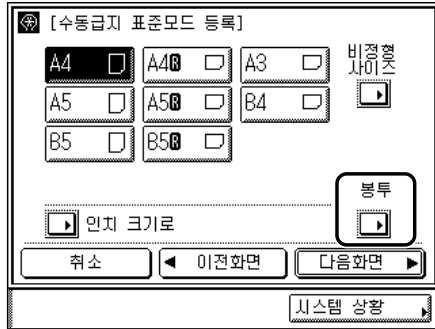 [수동급지 표준모드 등록]
A4 A4R A3 비정형
사이즈
A5 A5R B4
B5 B5R
봉투
인치 크기로
취소 ◀ 이전화면 다음화면 ▶
시스템 상황